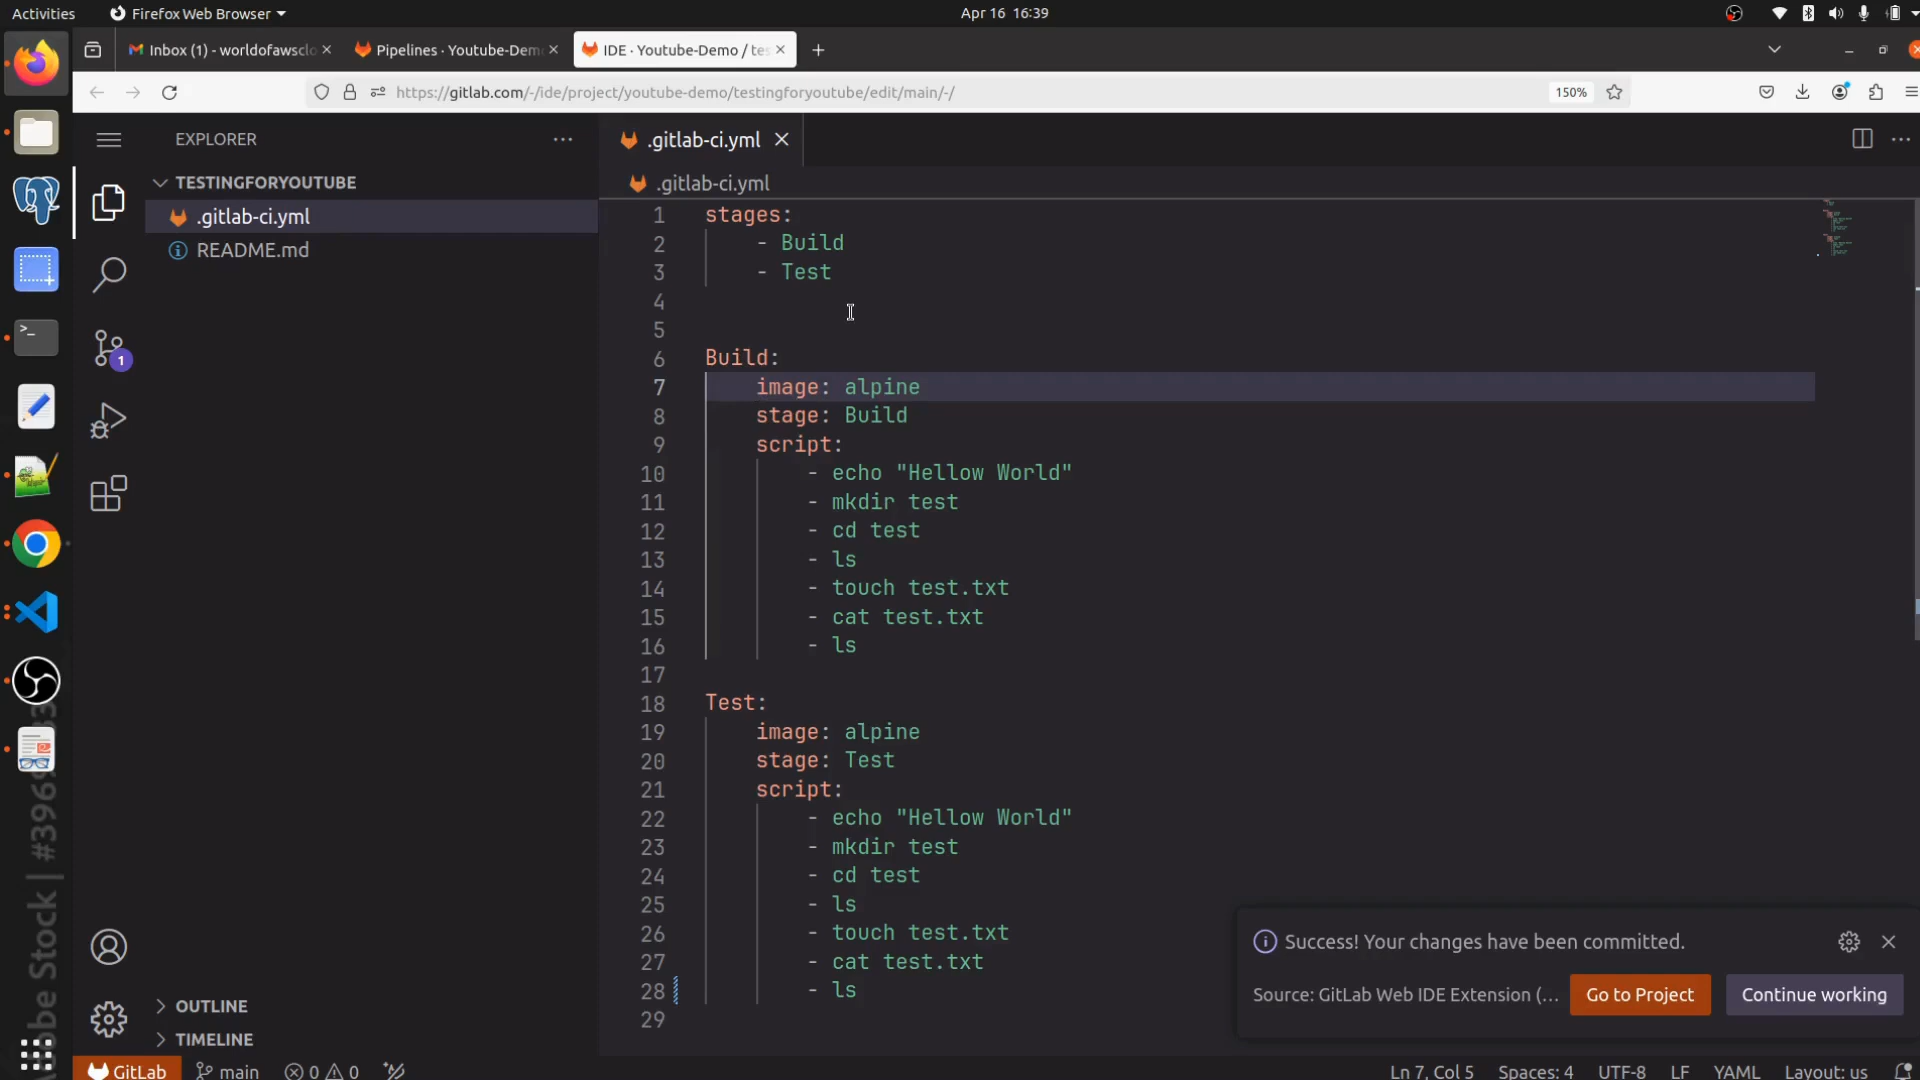 Activities
Firefox Web Browser
Apr 16 16:39
Inbox (1) - worldofawsclo
Pipelines · Youtube-Dem
IDE · Youtube-Demo / tes
https://gitlab.com/-/ide/project/youtube-demo/testingforyoutube/edit/main/-/
150%
EXPLORER
TESTINGFORYOUTUBE
.gitlab-ci.yml
README.md
1
OUTLINE
TIMELINE
.gitlab-ci.yml
.gitlab-ci.yml
1 stages:
2 - Build
3 - Test
4
5
6 Build:
7 image: alpine
8 stage: Build
9 script:
10 - echo "Hellow World"
11 - mkdir test
12 - cd test
13 - ls
14 - touch test.txt
15 - cat test.txt
16 - ls
17
18 Test:
19 image: alpine
20 stage: Test
21 script:
22 - echo "Hellow World"
23 - mkdir test
24 - cd test
25 - ls
26 - touch test.txt
27 - cat test.txt
28 - ls
29
Success! Your changes have been committed.
Source: GitLab Web IDE Extension (...
Go to Project
Continue working
GitLab
main
0
0
Ln 7, Col 5
Spaces: 4
UTF-8
LF
YAML
Layout: us
Adobe Stock |